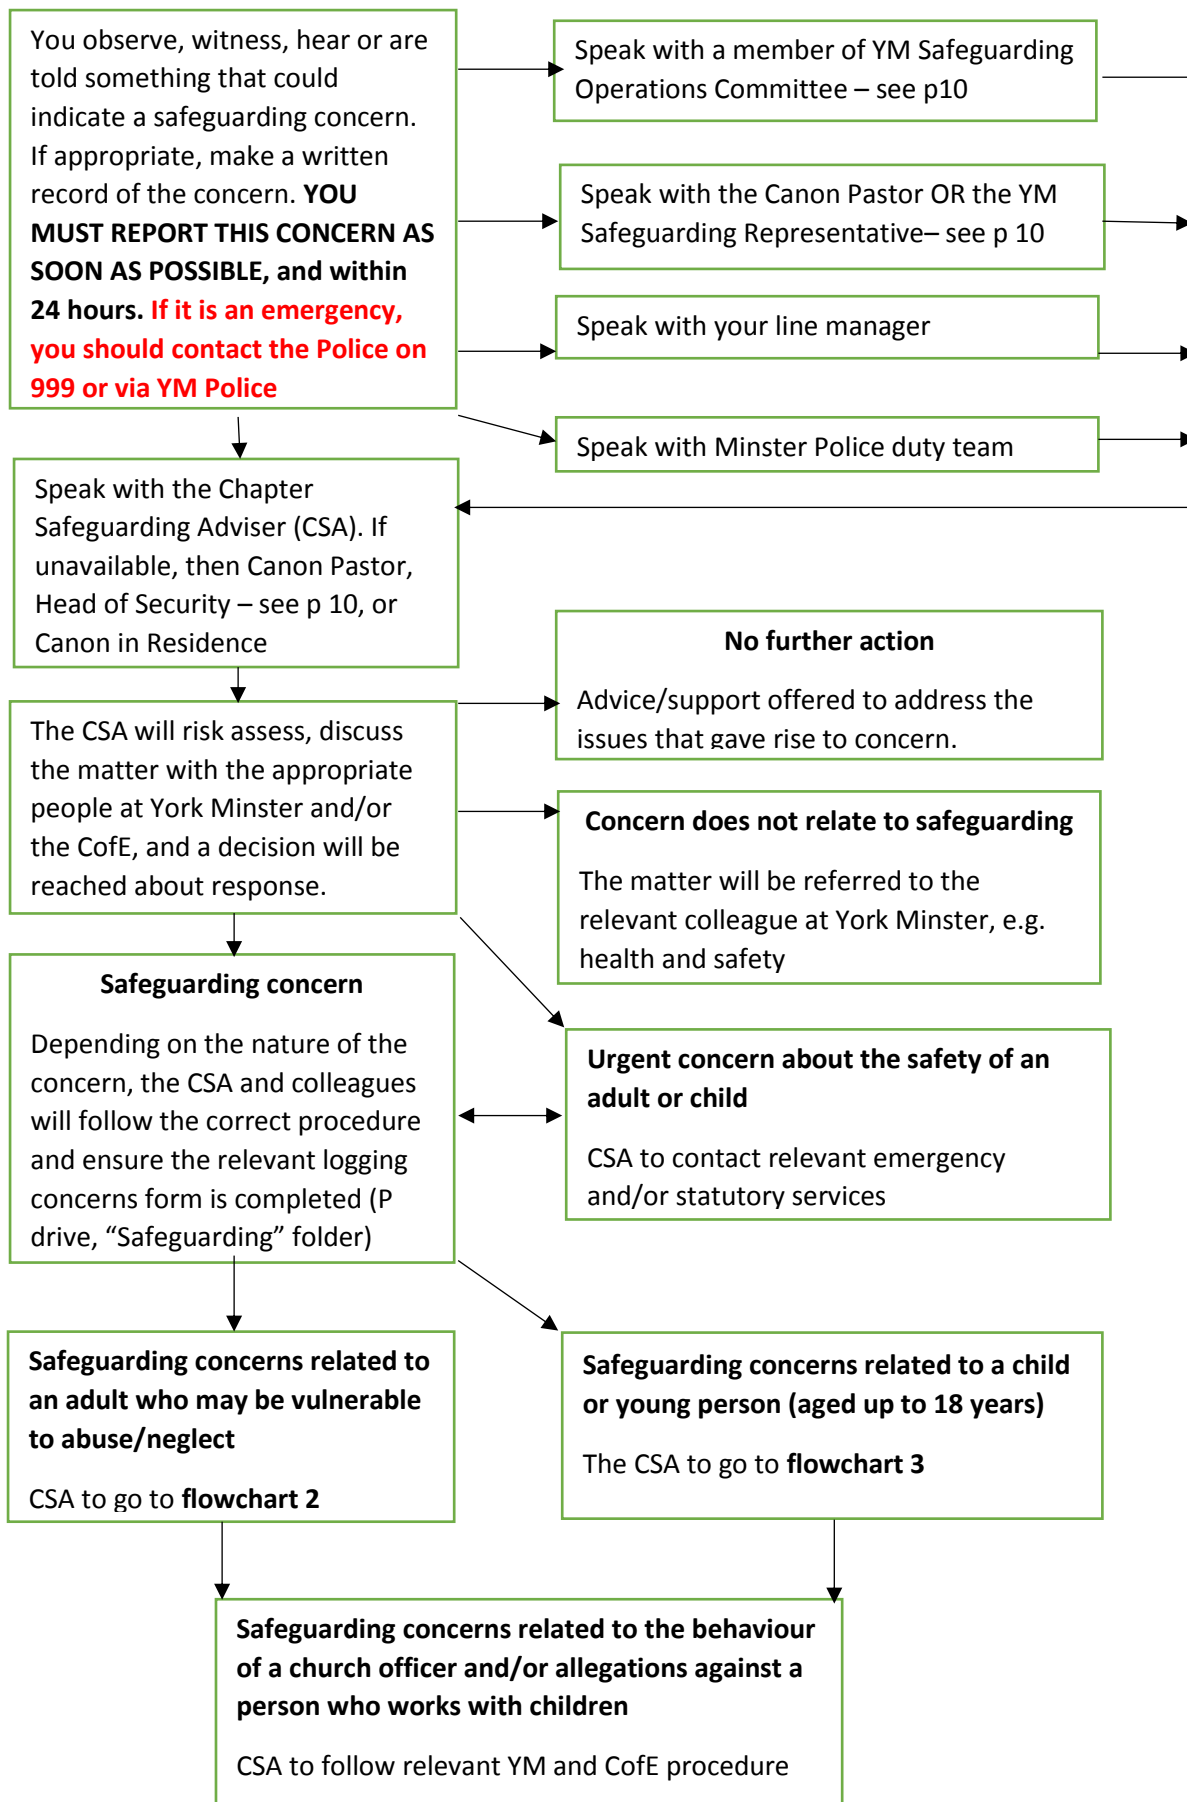 You observe, witness, hear or are
told something that could
indicate a safeguarding concern.
If appropriate, make a written
record of the concern. YOU
MUST REPORT THIS CONCERN AS
SOON AS POSSIBLE, and within
24 hours. If it is an emergency,
you should contact the Police on
999 or via YM Police
Speak with a member of YM Safeguarding
Operations Committee – see p10
Speak with the Canon Pastor OR the YM
Safeguarding Representative– see p 10
Speak with your line manager
Speak with Minster Police duty team
Speak with the Chapter
Safeguarding Adviser (CSA). If
unavailable, then Canon Pastor,
Head of Security – see p 10, or
Canon in Residence
No further action
Advice/support offered to address the
issues that gave rise to concern.
The CSA will risk assess, discuss
the matter with the appropriate
people at York Minster and/or
the CofE, and a decision will be
reached about response.
Concern does not relate to safeguarding
The matter will be referred to the
relevant colleague at York Minster, e.g.
health and safety
Safeguarding concern
Depending on the nature of the
concern, the CSA and colleagues
will follow the correct procedure
and ensure the relevant logging
concerns form is completed (P
drive, “Safeguarding” folder)
Urgent concern about the safety of an
adult or child
CSA to contact relevant emergency
and/or statutory services
Safeguarding concerns related to
an adult who may be vulnerable
to abuse/neglect
CSA to go to flowchart 2
Safeguarding concerns related to a child
or young person (aged up to 18 years)
The CSA to go to flowchart 3
Safeguarding concerns related to the behaviour
of a church officer and/or allegations against a
person who works with children
CSA to follow relevant YM and CofE procedure